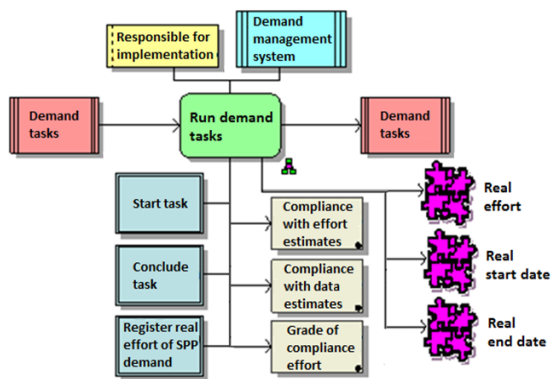 Responsible for
implementation
Demand
management
system
Demand
tasks
Run demand
tasks
Demand
tasks
Start task
Conclude
task
Register real
effort of SPP
demand
Compliance
with effort
estimates
Compliance
with data
estimates
Grade of
compliance
effort
Real
effort
Real
start date
Real
end date